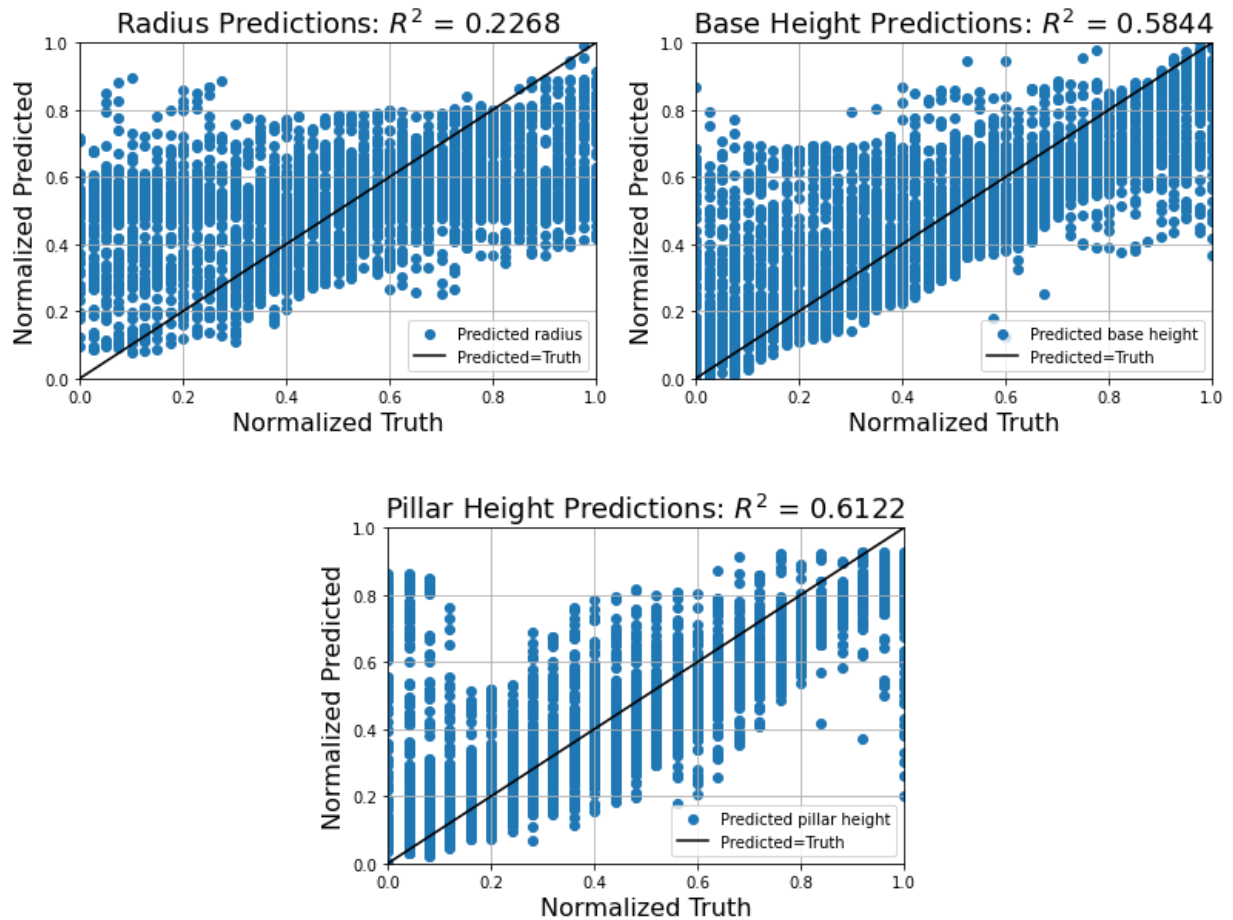 Radius Predictions: R² = 0.2268
Normalized Predicted
1.0
0.8
0.6
0.4
0.2
0.0
Predicted radius
Predicted=Truth
0.0 0.2 0.4 0.6 0.8 1.0
Normalized Truth
Base Height Predictions: R² = 0.5844
Normalized Predicted
1.0
0.8
0.6
0.4
0.2
0.0
Predicted base height
Predicted=Truth
0.0 0.2 0.4 0.6 0.8 1.0
Normalized Truth
Pillar Height Predictions: R² = 0.6122
Normalized Predicted
1.0
0.8
0.6
0.4
0.2
0.0
Predicted pillar height
Predicted=Truth
0.0 0.2 0.4 0.6 0.8 1.0
Normalized Truth